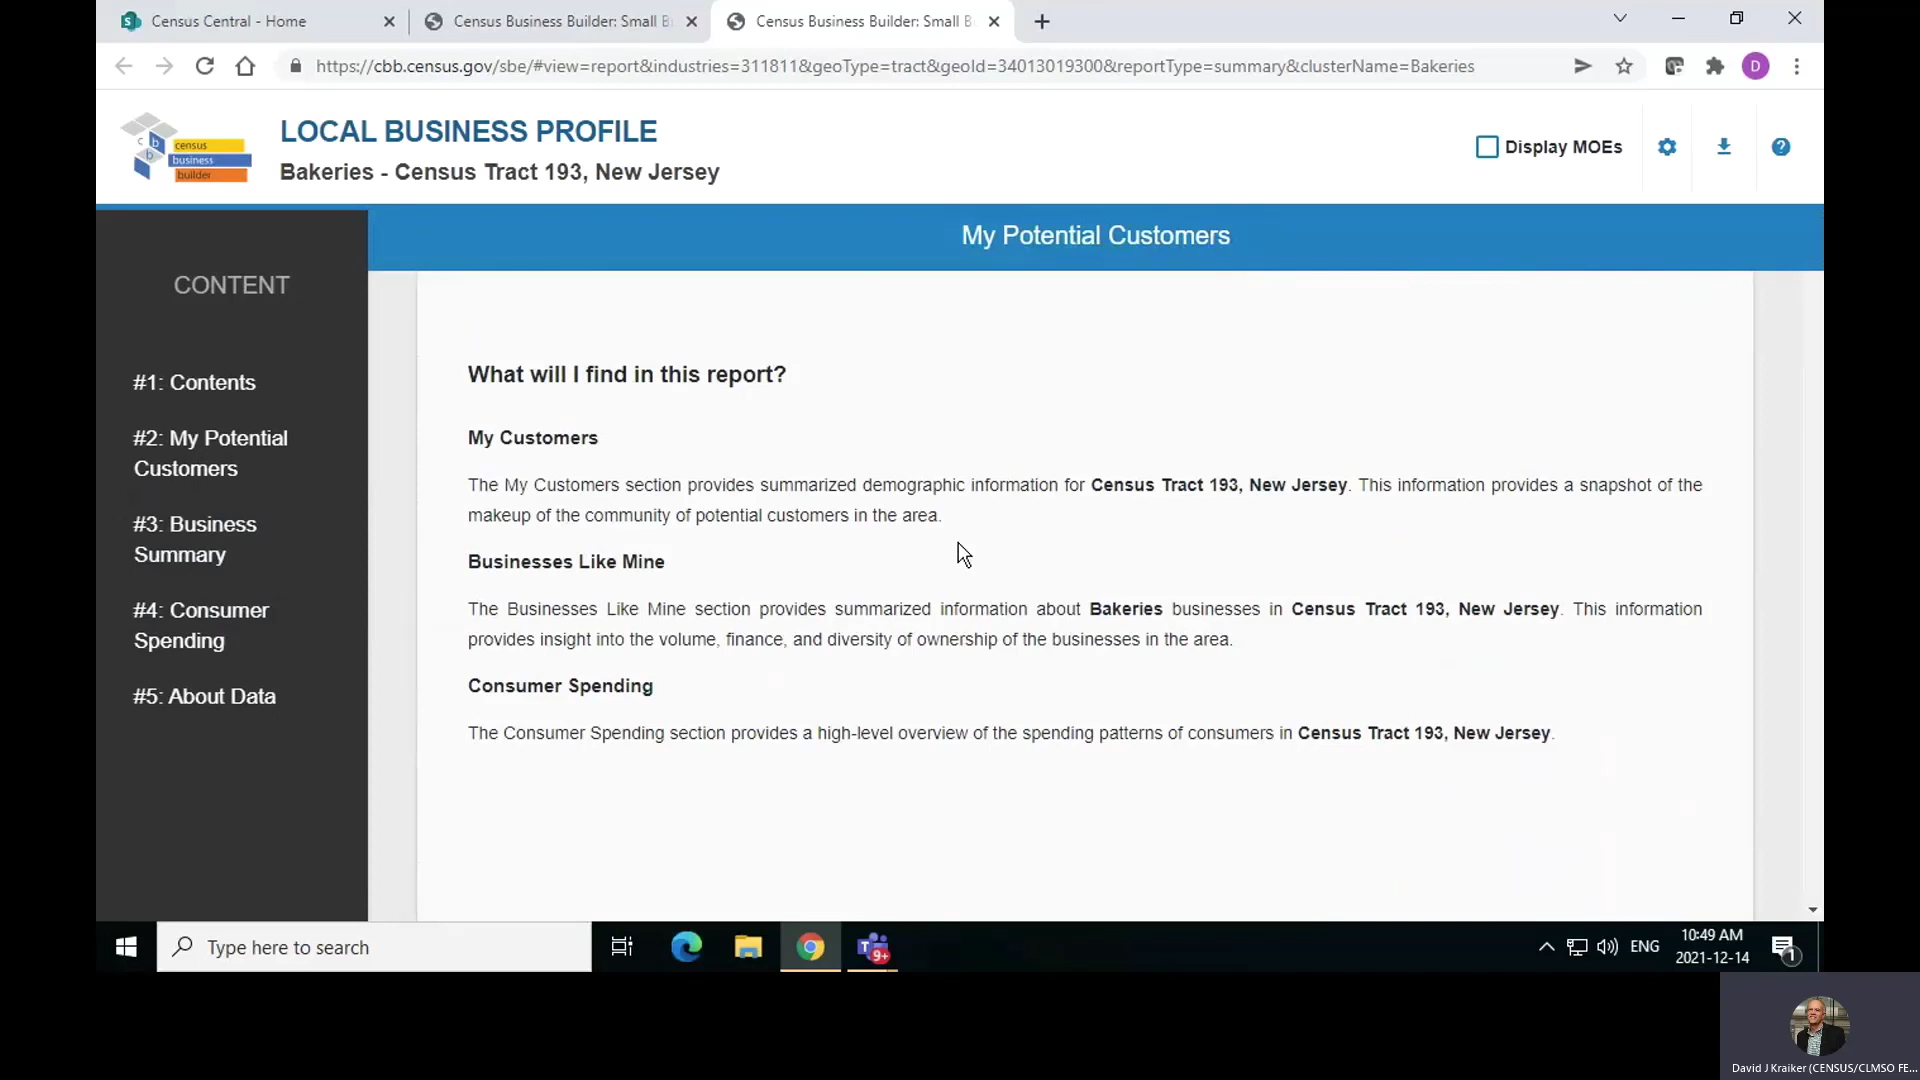 Census Central - Home
Census Business Builder: Small B
Census Business Builder: Small B
https://cbb.census.gov/sbe/#view=report&industries=311811&geoType=tract&geoId=34013019300&reportType=summary&clusterName=Bakeries
D
c
b
b
census
business
builder
LOCAL BUSINESS PROFILE
Bakeries - Census Tract 193, New Jersey
Display MOEs
My Potential Customers
CONTENT
#1: Contents
#2: My Potential
Customers
#3: Business
Summary
#4: Consumer
Spending
#5: About Data
What will I find in this report?
My Customers
The My Customers section provides summarized demographic information for Census Tract 193, New Jersey. This information provides a snapshot of the
makeup of the community of potential customers in the area.
Businesses Like Mine
The Businesses Like Mine section provides summarized information about Bakeries businesses in Census Tract 193, New Jersey. This information
provides insight into the volume, finance, and diversity of ownership of the businesses in the area.
Consumer Spending
The Consumer Spending section provides a high-level overview of the spending patterns of consumers in Census Tract 193, New Jersey.
Type here to search
9+
ENG
10:49 AM
2021-12-14
1
David J Kraiker (CENSUS/CLMSO FE...